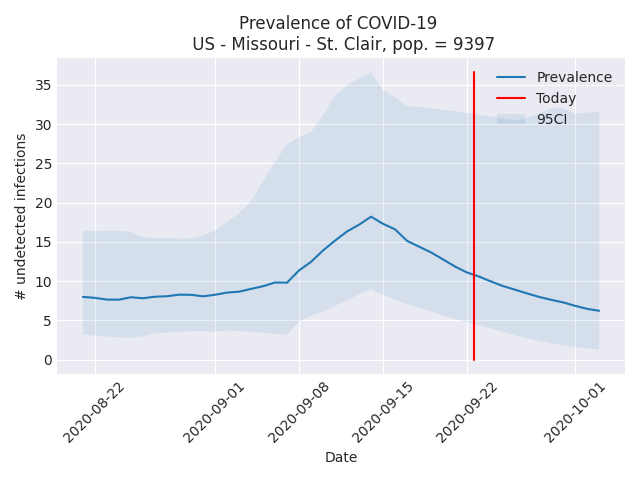 Prevalence of COVID-19
US - Missouri - St. Clair, pop. = 9397
Prevalence
Today
95CI
35
30
25
20
15
10
5
0
# undetected infections
2020-08-22
2020-09-01
2020-09-08
2020-09-15
2020-09-22
2020-10-01
Date